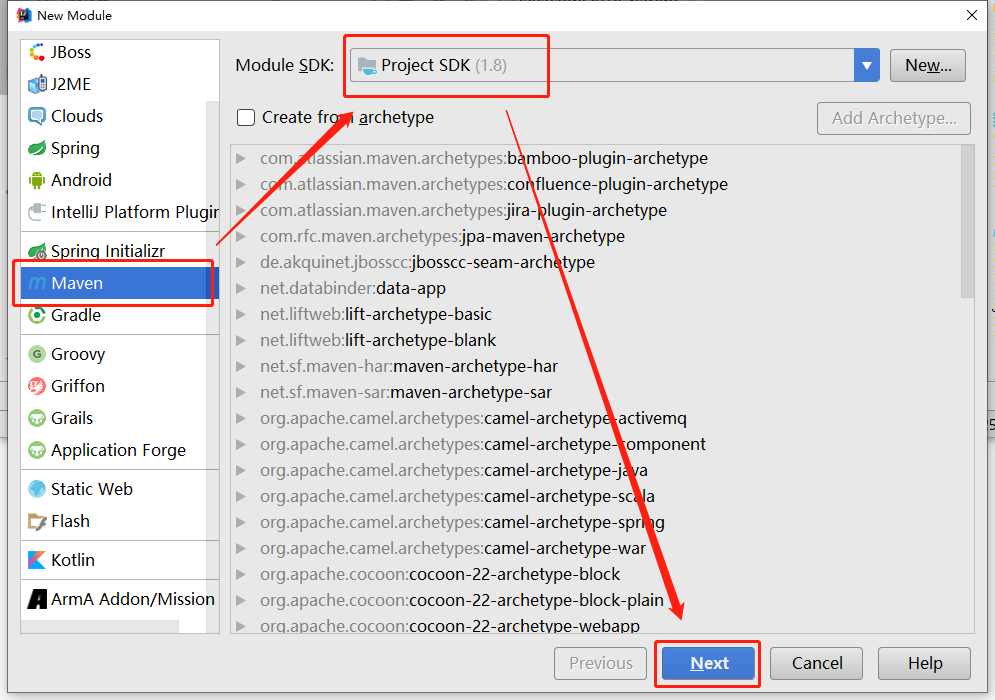 New Module
JBoss
J2ME
Clouds
Spring
Android
IntelliJ Platform Plugin
Spring Initializr
Maven
Gradle
Groovy
Griffon
Grails
Application Forge
Static Web
Flash
Kotlin
ArmA Addon/Mission
Module SDK: Project SDK (1.8) New...
Create from archetype Add Archetype...
com.atlassian.maven.archetypes:bamboo-plugin-archetype
com.atlassian.maven.archetypes:confluence-plugin-archetype
com.atlassian.maven.archetypes:jira-plugin-archetype
com.rfc.maven.archetypes:jpa-maven-archetype
de.akquinet.jbosscc:jbosscc-seam-archetype
net.databinder:data-app
net.liftweb:lift-archetype-basic
net.liftweb:lift-archetype-blank
net.sf.maven-har:maven-archetype-har
net.sf.maven-sar:maven-archetype-sar
org.apache.camel.archetypes:camel-archetype-activemq
org.apache.camel.archetypes:camel-archetype-component
org.apache.camel.archetypes:camel-archetype-java
org.apache.camel.archetypes:camel-archetype-scala
org.apache.camel.archetypes:camel-archetype-spring
org.apache.camel.archetypes:camel-archetype-war
org.apache.cocoon:cocoon-22-archetype-block
org.apache.cocoon:cocoon-22-archetype-block-plain
org.apache.cocoon:cocoon-22-archetype-webapp
Previous Next Cancel Help